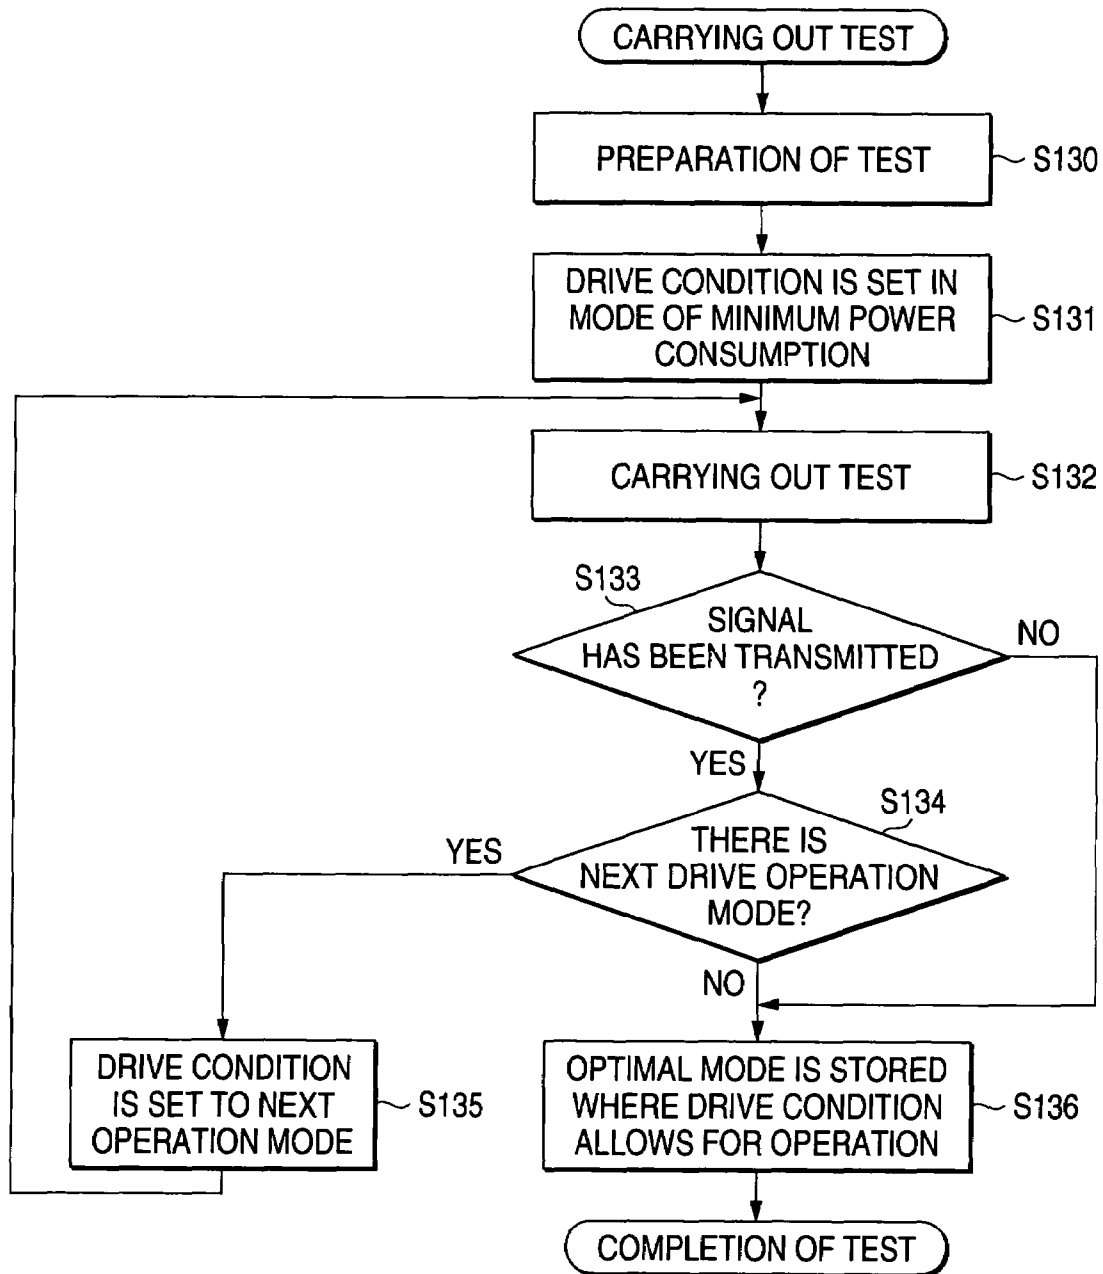 CARRYING OUT TEST
PREPARATION OF TEST
S130
DRIVE CONDITION IS SET IN
MODE OF MINIMUM POWER
CONSUMPTION
S131
CARRYING OUT TEST
S132
S133
SIGNAL
HAS BEEN TRANSMITTED
?
NO
YES
S134
THERE IS
NEXT DRIVE OPERATION
MODE?
YES
NO
DRIVE CONDITION
IS SET TO NEXT
OPERATION MODE
S135
OPTIMAL MODE IS STORED
WHERE DRIVE CONDITION
ALLOWS FOR OPERATION
S136
COMPLETION OF TEST